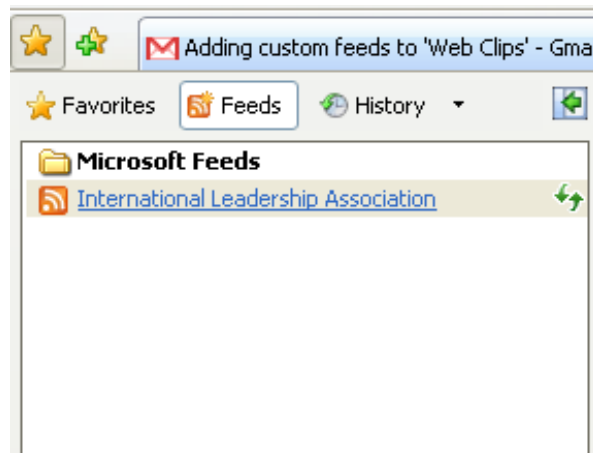 Adding custom feeds to 'Web Clips' - Gma
Favorites Feeds History
Microsoft Feeds
International Leadership Association